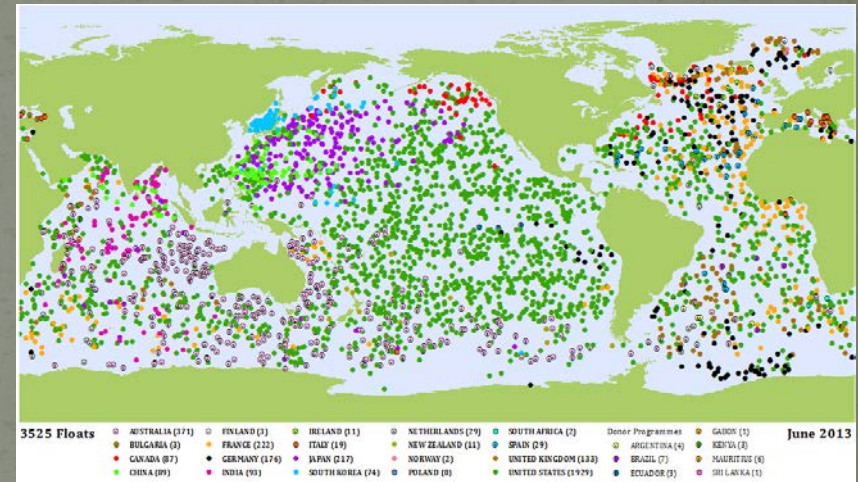 3525 Floats AUSTRALIA (371) FINLAND (3) IRELAND (11) NETHERLANDS (29) SOUTH AFRICA (2) Donor Programmes GABON (1) June 2013
BULGARIA (3) FRANCE (222) ITALY (19) NEW ZEALAND (11) SPAIN (29) ARGENTINA (4) KENYA (3)
CANADA (87) GERMANY (176) JAPAN (217) NORWAY (2) UNITED KINGDOM (133) BRAZIL (7) MAURITIUS (6)
CHINA (89) INDIA (93) SOUTH KOREA (74) POLAND (0) UNITED STATES (1929) ECUADOR (3) SRI LANKA (1)